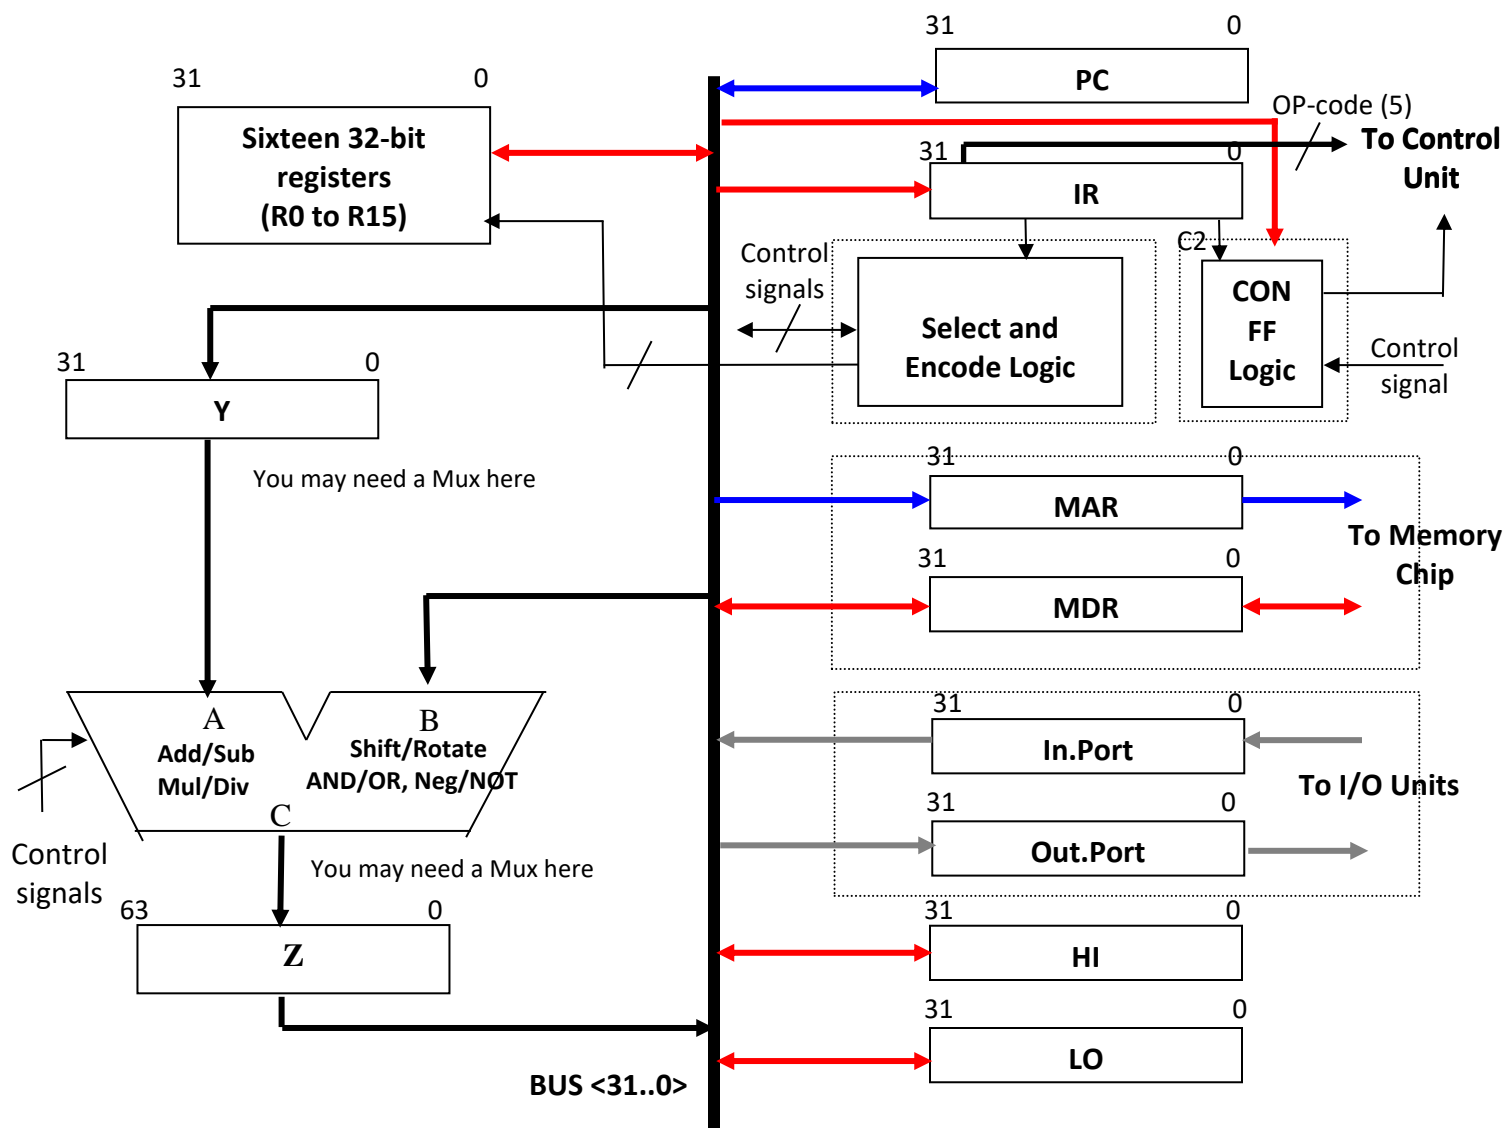 31 0
PC
31 0
Sixteen 32-bit
registers
(R0 to R15)
OP-code (5)
To Control
Unit
31 0
IR
C2
Control
signals
Select and
Encode Logic
CON
FF
Logic
Control
signal
31 0
Y
You may need a Mux here
31 0
MAR
To Memory
Chip
31 0
MDR
A
Add/Sub
Mul/Div
B
Shift/Rotate
AND/OR, Neg/NOT
C
Control
signals
You may need a Mux here
31 0
In.Port
To I/O Units
31 0
Out.Port
63 0
Z
31 0
HI
31 0
LO
BUS <31..0>